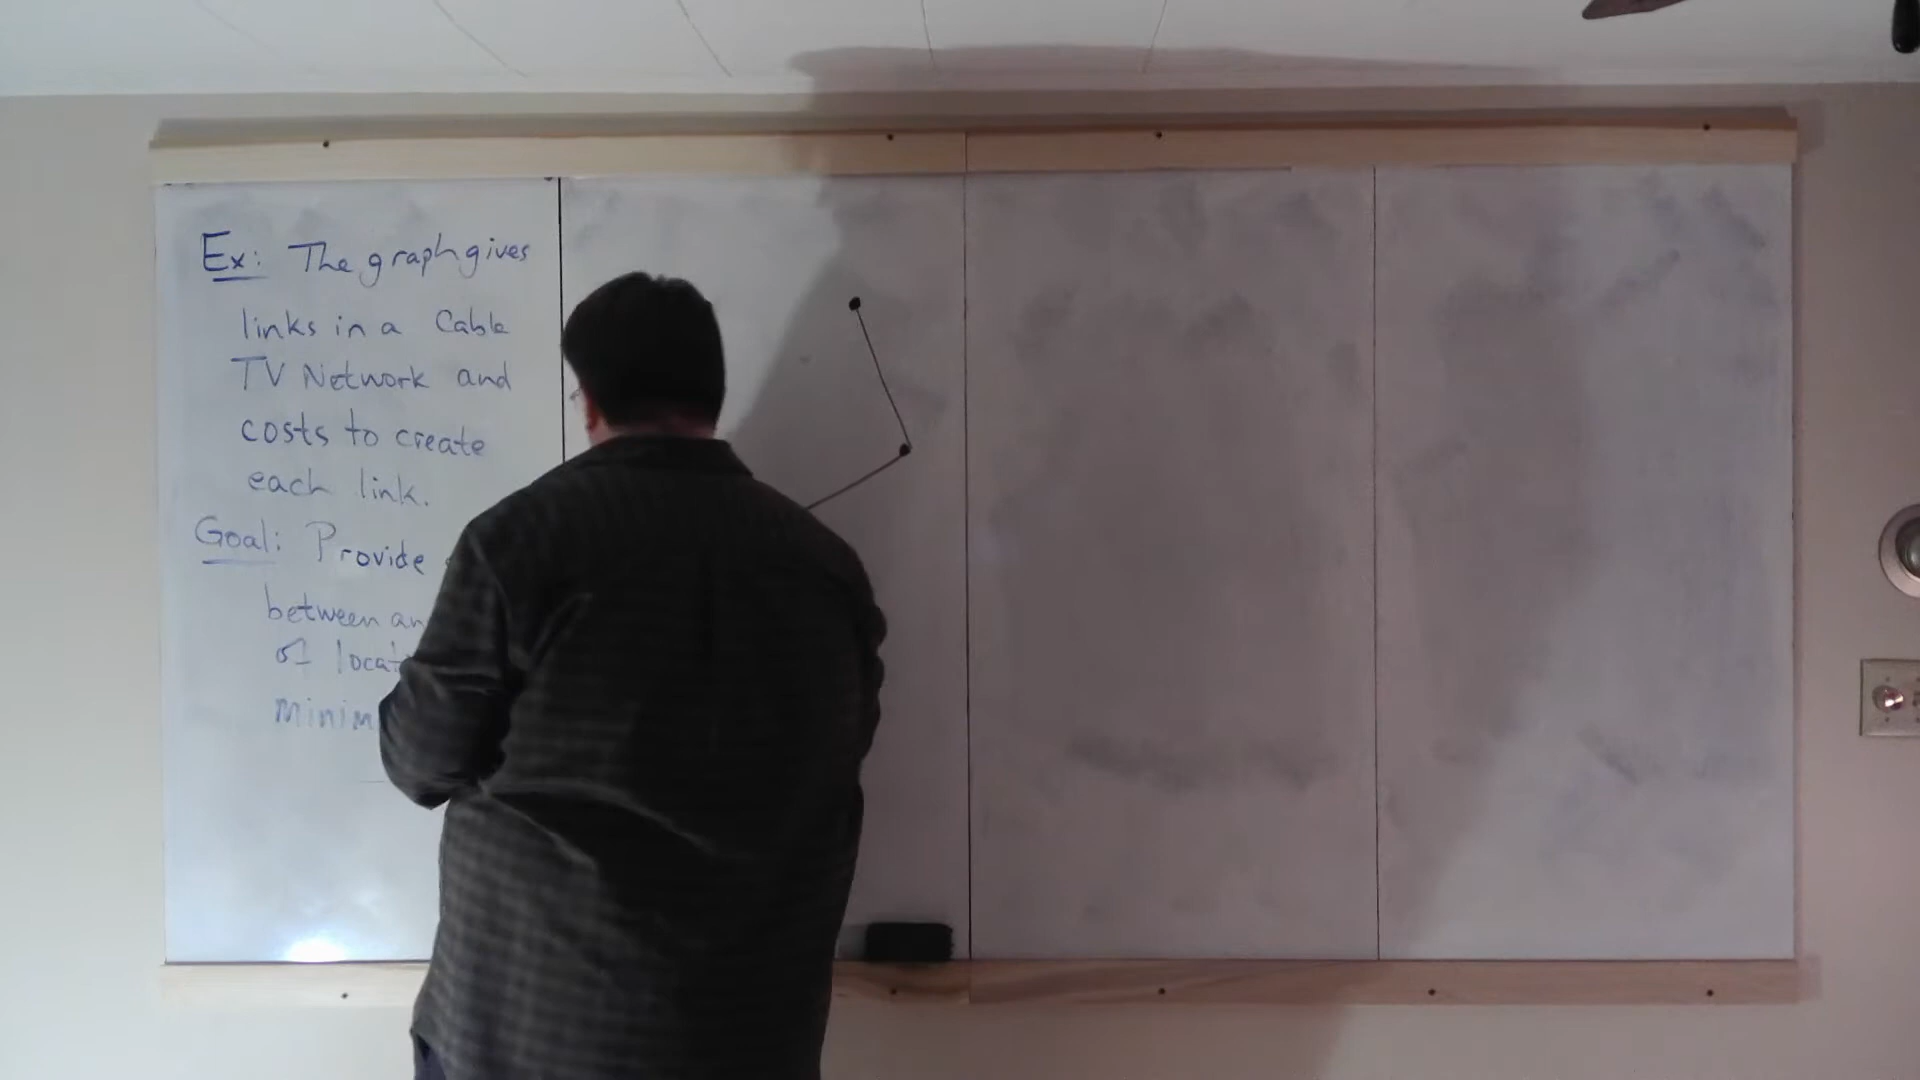 Ex: The graph gives
links in a Cable
TV Network and
costs to create
each link.
Goal: Provide
between
of